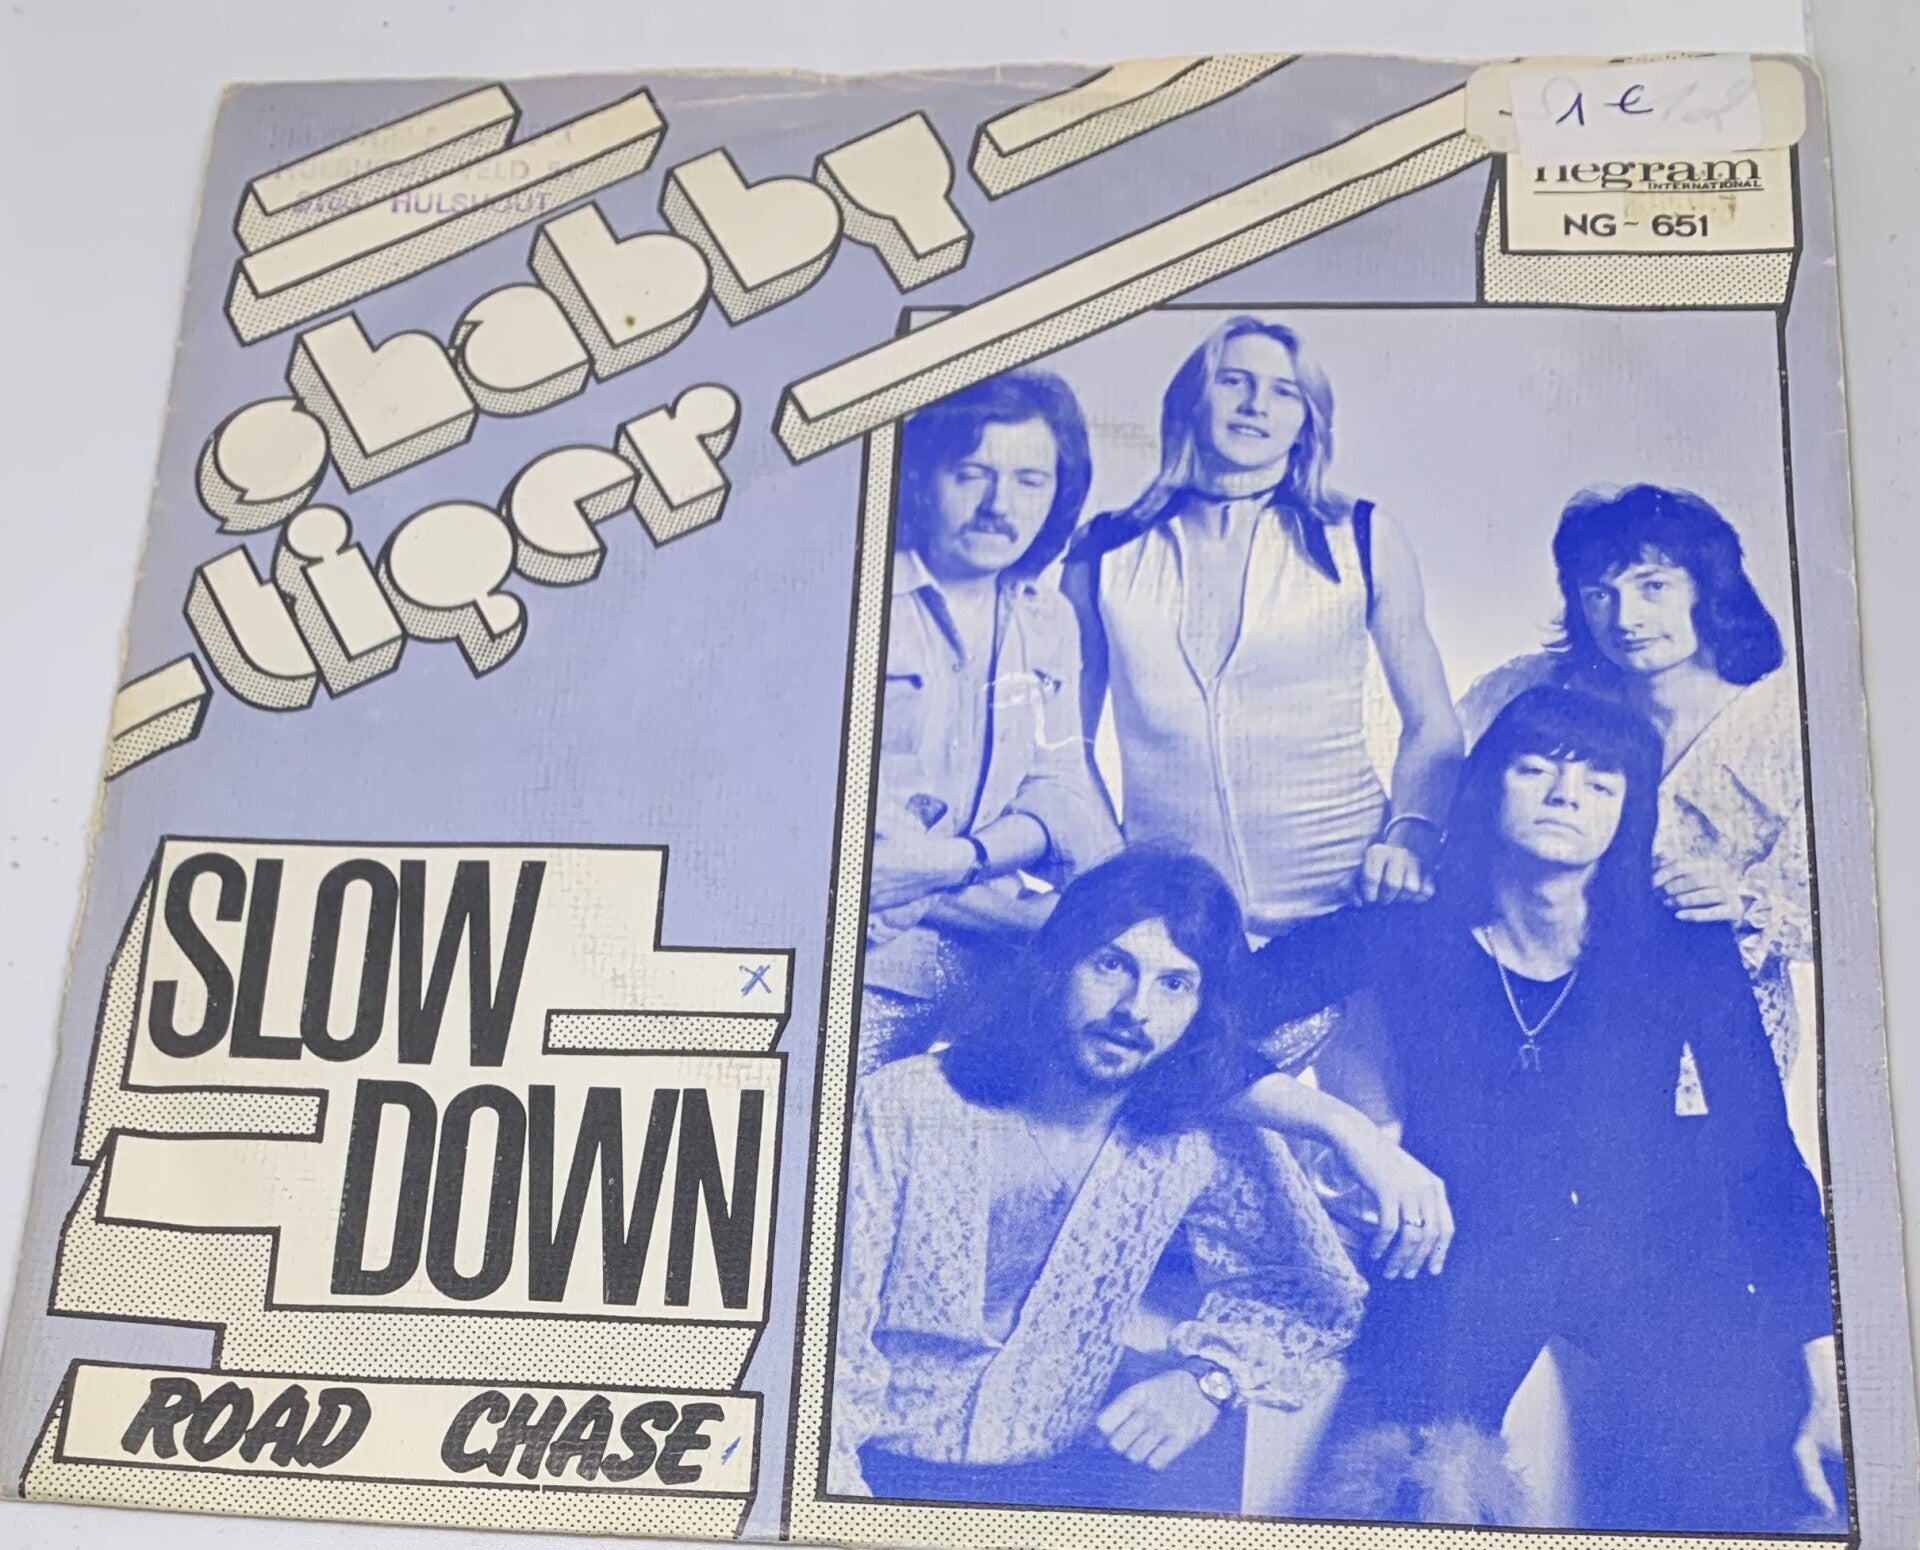 1 €
negram
INTERNATIONAL
NG - 651
HULSHOUT
shabby
tiger
SLOW
DOWN
ROAD CHASE